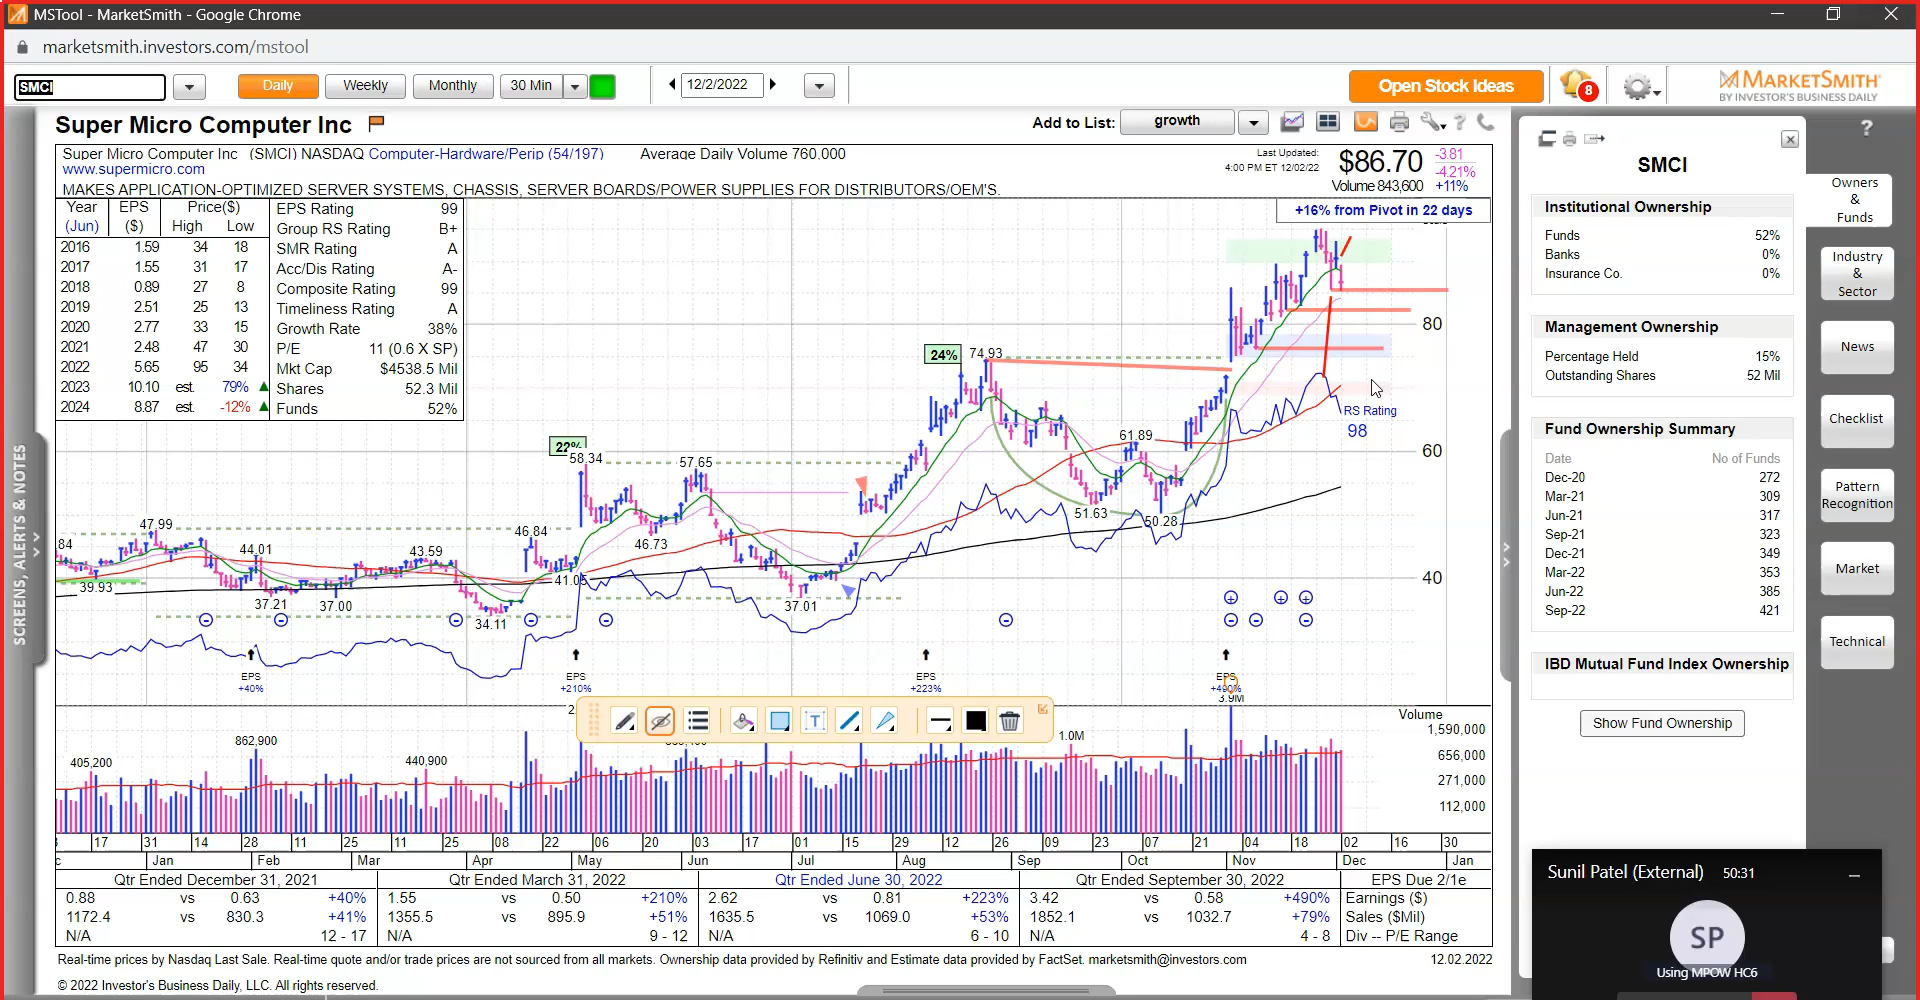 MSTool - MarketSmith - Google Chrome
marketsmith.investors.com/mstool
SMCI
Daily
Weekly
Monthly
30 Min
12/2/2022
Open Stock Ideas
8
MARKETSMITH
BY INVESTOR'S BUSINESS DAILY
Super Micro Computer Inc
Add to List:
growth
Super Micro Computer Inc (SMCI) NASDAQ Computer-Hardware/Perip (54/197) Average Daily Volume 760,000
www.supermicro.com
MAKES APPLICATION-OPTIMIZED SERVER SYSTEMS, CHASSIS, SERVER BOARDS/POWER SUPPLIES FOR DISTRIBUTORS/OEM'S.
Last Updated:
4:00 PM ET 12/02/22
$86.70
-3.81
-4.21%
Volume 843,600 +11%
+16% from Pivot in 22 days
Year EPS Price($)
(Jun) ($) High Low
2016 1.59 34 18
2017 1.55 31 17
2018 0.89 27 8
2019 2.51 25 13
2020 2.77 33 15
2021 2.48 47 30
2022 5.65 95 34
2023 10.10 est. 79%
2024 8.87 est. -12%
EPS Rating 99
Group RS Rating B+
SMR Rating A
Acc/Dis Rating A-
Composite Rating 99
Timeliness Rating A
Growth Rate 38%
P/E 11 (0.6 X SP)
Mkt Cap $4538.5 Mil
Shares 52.3 Mil
Funds 52%
80
60
40
24%
74.93
22%
58.34
57.65
61.89
51.63
50.28
46.84
46.73
47.99
44.01
43.59
41.05
84
39.93
37.21
37.00
34.11
37.01
RS Rating
98
EPS
+40%
EPS
+210%
EPS
+223%
EPS
+490%
3.9M
2
T
862,900
405,200
440,900
1.0M
Volume
1,590,000
656,000
271,000
112,000
17 31 14 28 11 25 11 25 08 22 06 20 03 17 01 15 29 12 26 09 23 07 21 04 18 02 16 30
c Jan Feb Mar Apr May Jun Jul Aug Sep Oct Nov Dec Jan
Qtr Ended December 31, 2021 Qtr Ended March 31, 2022 Qtr Ended June 30, 2022 Qtr Ended September 30, 2022 EPS Due 2/1e
0.88 vs 0.63 +40% 1.55 vs 0.50 +210% 2.62 vs 0.81 +223% 3.42 vs 0.58 +490% Earnings ($)
1172.4 vs 830.3 +41% 1355.5 vs 895.9 +51% 1635.5 vs 1069.0 +53% 1852.1 vs 1032.7 +79% Sales ($Mil)
N/A 12 - 17 N/A 9 - 12 N/A 6 - 10 N/A 4 - 8 Div -- P/E Range
Real-time prices by Nasdaq Last Sale. Real-time quote and/or trade prices are not sourced from all markets. Ownership data provided by Refinitiv and Estimate data provided by FactSet. marketsmith@investors.com
12.02.2022
© 2022 Investor's Business Daily, LLC. All rights reserved.
SCREENS, ALERTS & NOTES
SMCI
Institutional Ownership
Funds 52%
Banks 0%
Insurance Co. 0%
Management Ownership
Percentage Held 15%
Outstanding Shares 52 Mil
Fund Ownership Summary
Date No of Funds
Dec-20 272
Mar-21 309
Jun-21 317
Sep-21 323
Dec-21 349
Mar-22 353
Jun-22 385
Sep-22 421
IBD Mutual Fund Index Ownership
Show Fund Ownership
?
Owners
&
Funds
Industry
&
Sector
News
Checklist
Pattern
Recognition
Market
Technical
Sunil Patel (External) 50:31
SP
Using MPOW HC6